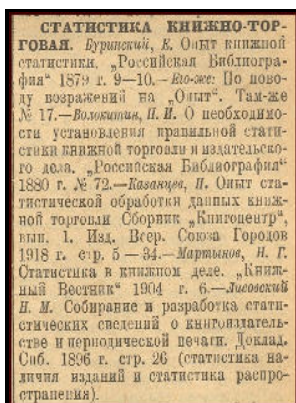 СТАТИСТИКА КНИЖНО-ТОР-
ГОВАЯ. Буринский, Е. Опыт книжной
статистики. „Российская Библиогра-
фия“ 1879 г. 9—10.—Его-же: По пово-
ду возражений на „Опыт“. Там-же
№ 17.—Волокитин, П. И. О необходимос
установления правильной стати-
стики книжной торговли и издательско-
го дела. „Российская Библиография“
1880 г. № 72.—Казанцев, П. Опыт ста-
тистической обработки данных книж-
ной торговли Сборник „Книгоцентр“,
вып. 1. Изд. Всер. Союза Городов
1918 г. стр. 5 — 34.—Мартынов, Н. Г.
Статистика в книжном деле. „Книж-
ный Вестник“ 1904 г. 6.—Лисовский
Н. М. Собирание и разработка стати-
стических сведений о книгоиздатель-
стве и периодической печати. Доклад.
Спб. 1896 г. стр. 26 (статистика на-
личия изданий и статистика распро-
странения).